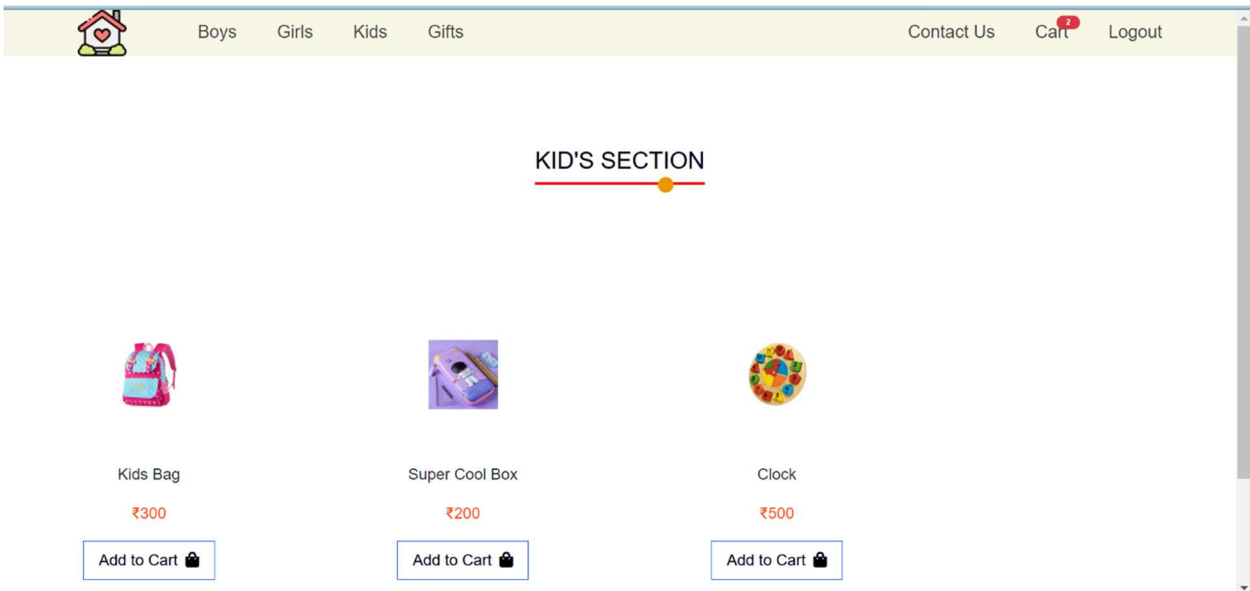 Boys Girls Kids Gifts Contact Us Cart 2 Logout
KID'S SECTION
Kids Bag Super Cool Box Clock
₹300 ₹200 ₹500
Add to Cart Add to Cart Add to Cart